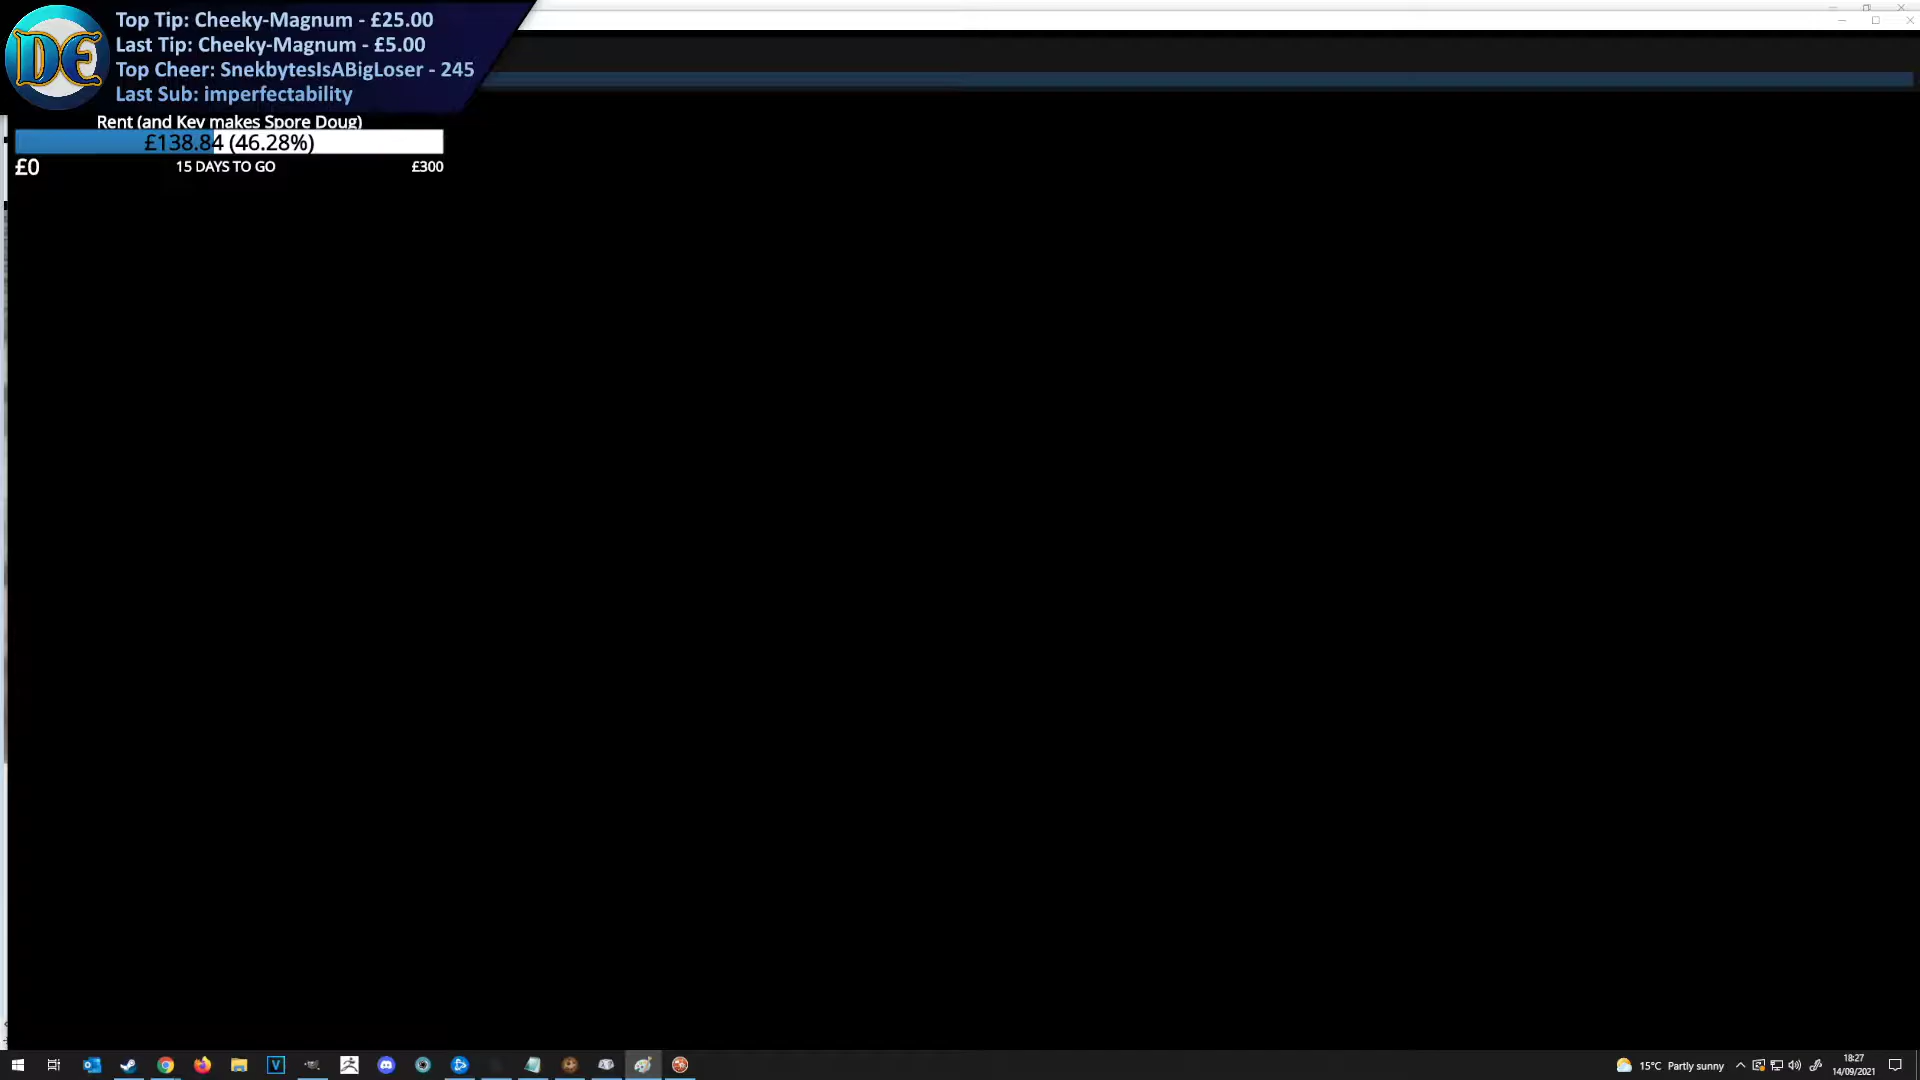 DE
Top Tip: Cheeky-Magnum - £25.00
Last Tip: Cheeky-Magnum - £5.00
Top Cheer: SnekbytesIsABigLoser - 245
Last Sub: imperfectability
Rent (and Kev makes Spore Doug)
£138.84 (46.28%)
£0
15 DAYS TO GO
£300
V
15°C Partly sunny
18:27
14/09/2021